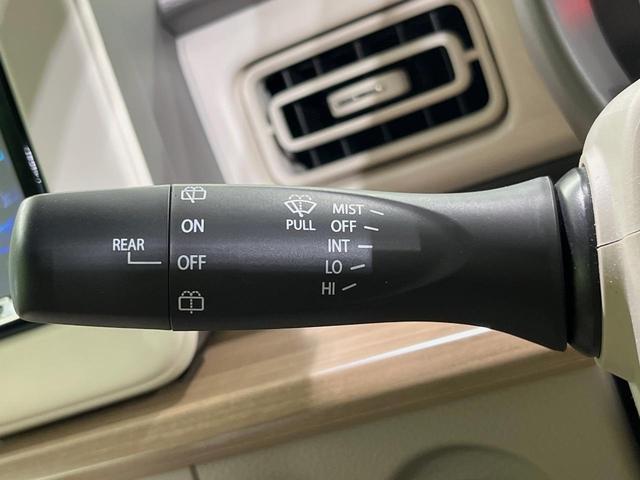 REAR
ON
OFF
PULL
MIST
OFF
INT
LO
HI